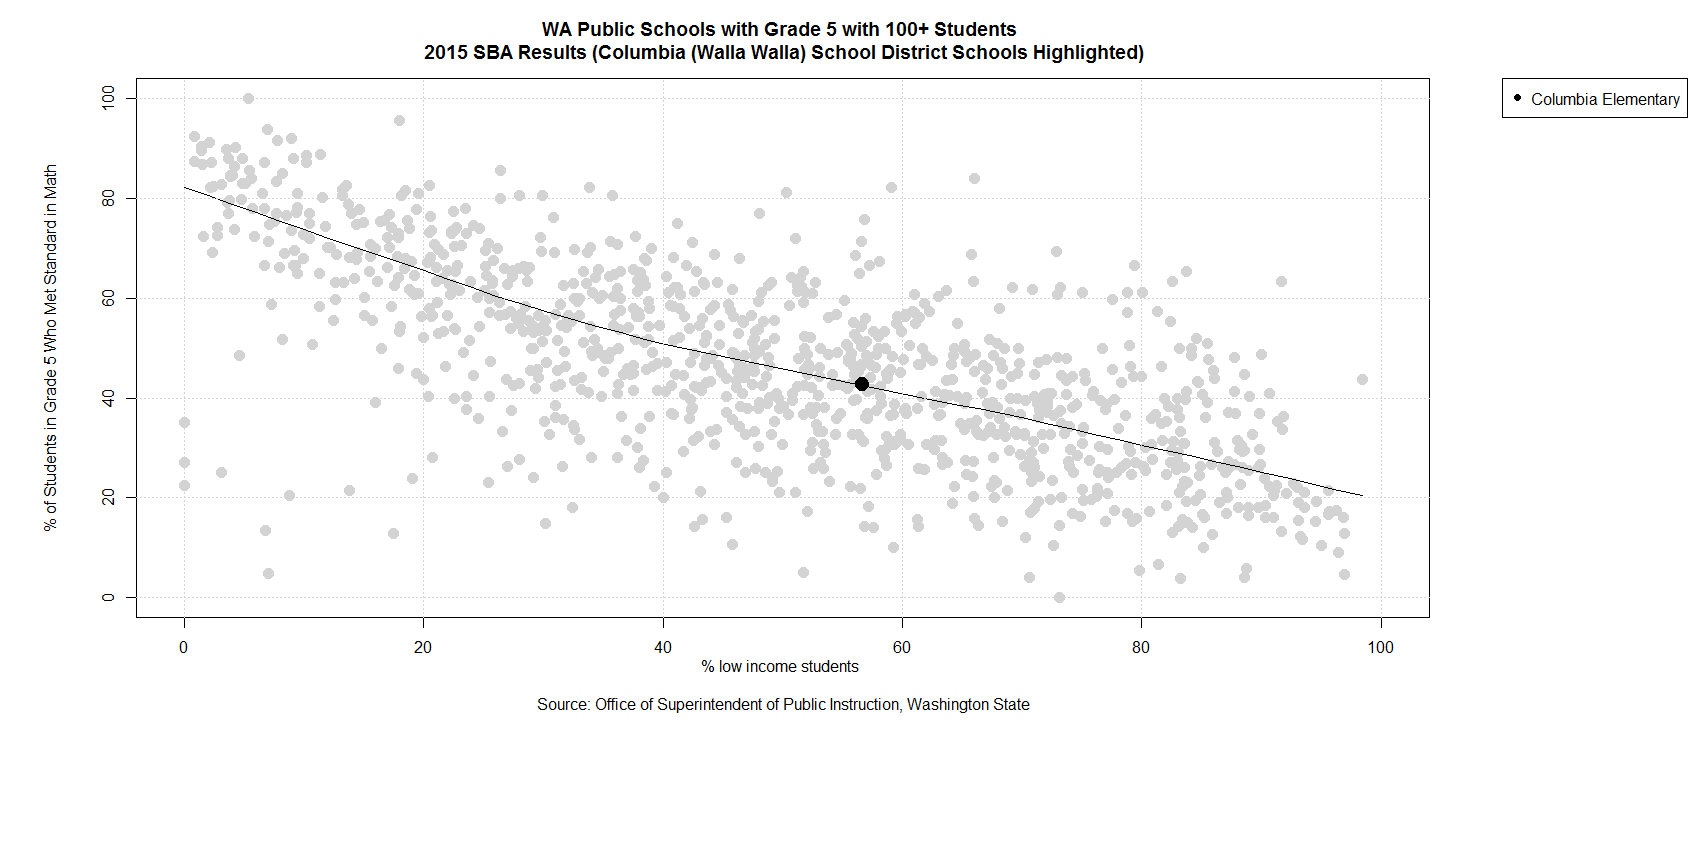 WA Public Schools with Grade 5 with 100+ Students
2015 SBA Results (Columbia (Walla Walla) School District Schools Highlighted)
Columbia Elementary
% of Students in Grade 5 Who Met Standard in Math
100
80
60
40
20
0
0 20 40 60 80 100
% low income students
Source: Office of Superintendent of Public Instruction, Washington State